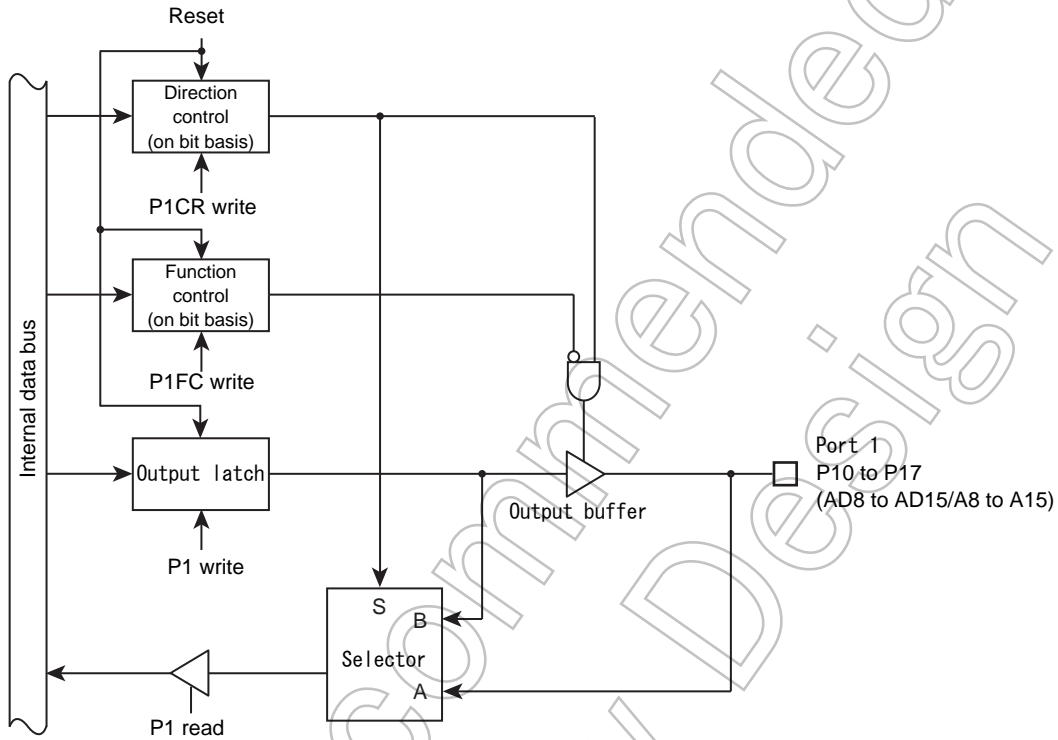 Reset
Direction
control
(on bit basis)
P1CR write
Function
control
(on bit basis)
P1FC write
Internal data bus
Output latch
P1 write
Output buffer
Port 1
P10 to P17
(AD8 to AD15/A8 to A15)
S
B
Selector
A
P1 read